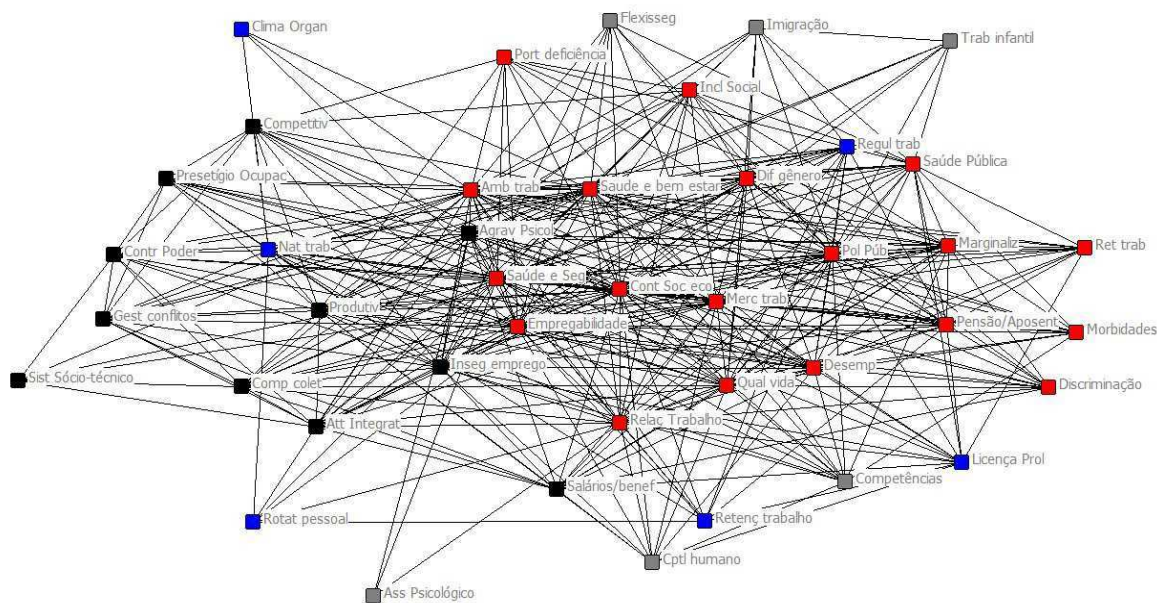 Flexisseg
Imigração
Clima Organ
Trab infantil
Port deficiência
Incl Social
Competitiv
Regul trab
Saúde Pública
Presetígio Ocupac
Amb trab
Saude e bem estar
Dif gênero
Agrav Psicol
Nat trab
Contr Poder
Pol Púb
Marginaliz
Ret trab
Saúde e Seg
Cont Soc eco
Merc trab
Produtiv
Gest conflitos
Empregabilidade
Pensão/Aposent
Morbidades
Inseg emprego
Desemp
Sist Sócio-técnico
Comp colet
Qual vida
Discriminação
Att Integrat
Relaç Trabalho
Licença Prol
Salários/benef
Competências
Rotat pessoal
Retenç trabalho
Cptl humano
Ass Psicológico